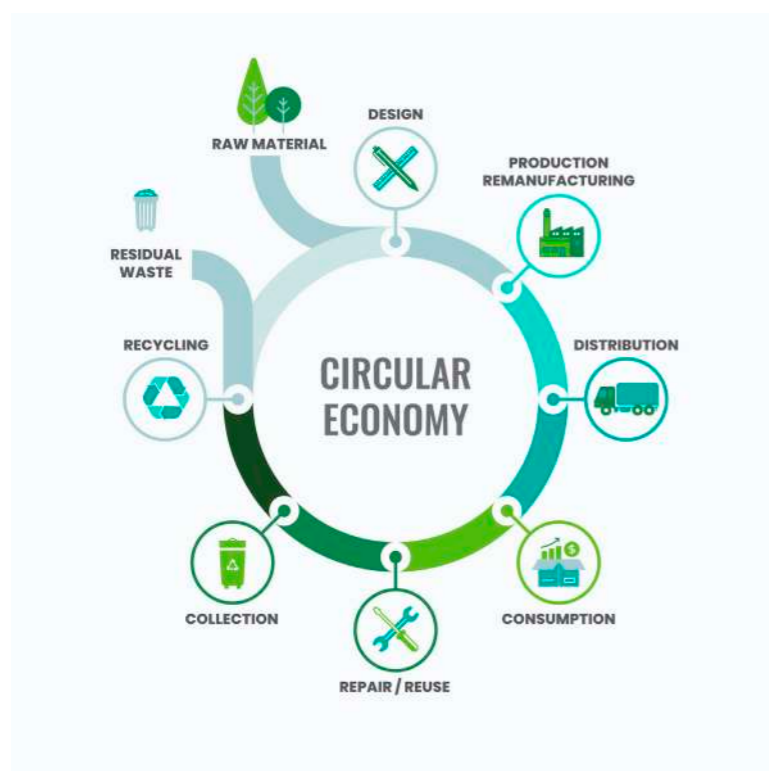 DESIGN
RAW MATERIAL
PRODUCTION
REMANUFACTURING
RESIDUAL
WASTE
RECYCLING
DISTRIBUTION
CIRCULAR
ECONOMY
COLLECTION
CONSUMPTION
REPAIR / REUSE
$